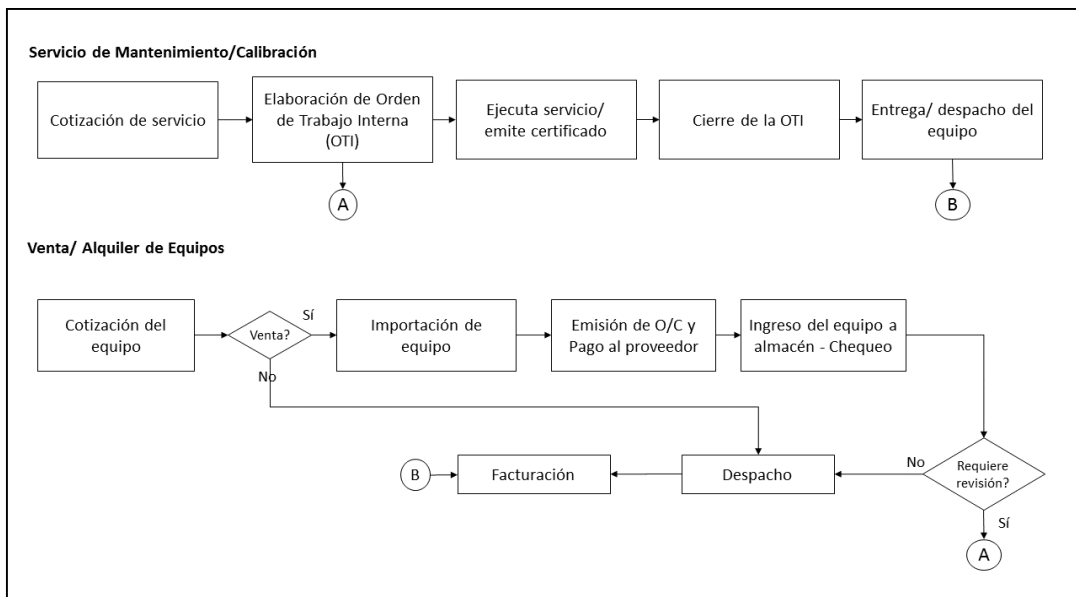 Servicio de Mantenimiento/Calibración
Cotización de servicio
Elaboración de Orden
de Trabajo Interna
(OTI)
Ejecuta servicio/
emite certificado
Cierre de la OTI
Entrega/ despacho del
equipo
A
B
Venta/ Alquiler de Equipos
Cotización del
equipo
Venta?
Sí
No
Importación de
equipo
Emisión de O/C y
Pago al proveedor
Ingreso del equipo a
almacén - Chequeo
B
Facturación
Despacho
No
Requiere
revisión?
Sí
A